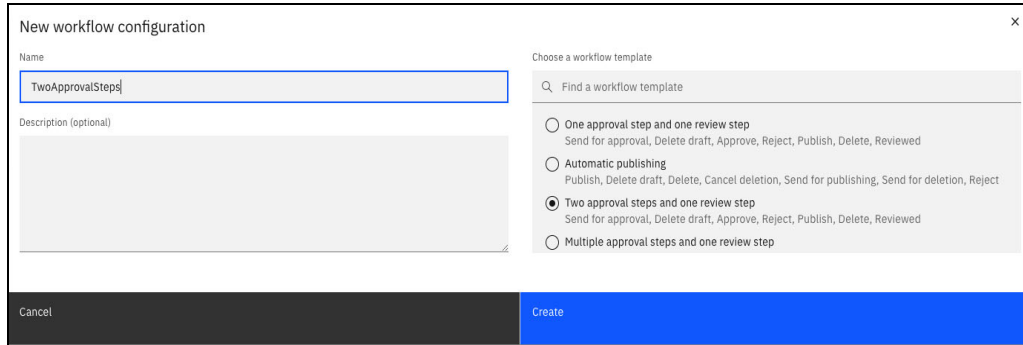 New workflow configuration
Name
TwoApprovalSteps
Description (optional)
Choose a workflow template
Find a workflow template
One approval step and one review step
Send for approval, Delete draft, Approve, Reject, Publish, Delete, Reviewed
Automatic publishing
Publish, Delete draft, Delete, Cancel deletion, Send for publishing, Send for deletion, Reject
Two approval steps and one review step
Send for approval, Delete draft, Approve, Reject, Publish, Delete, Reviewed
Multiple approval steps and one review step
Cancel
Create